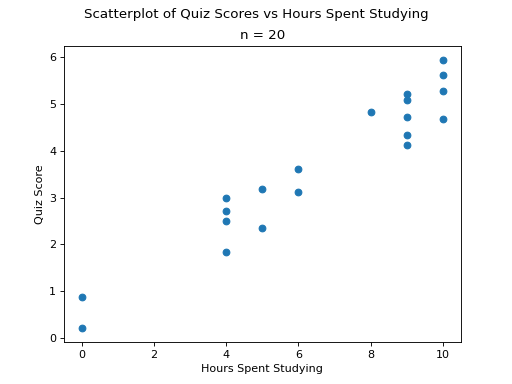 Scatterplot of Quiz Scores vs Hours Spent Studying
n = 20
6
5
4
3
2
1
0
Quiz Score
0 2 4 6 8 10
Hours Spent Studying